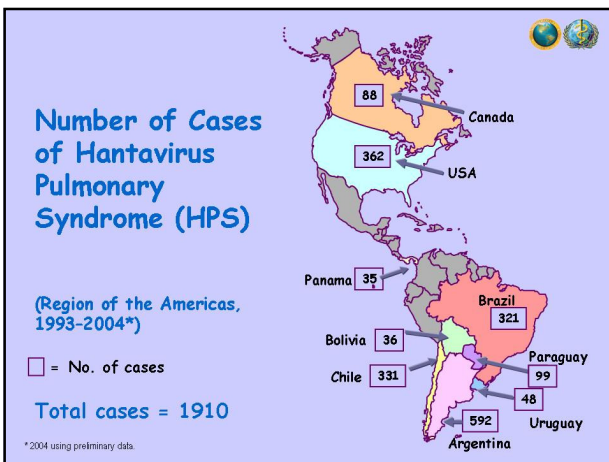 Number of Cases
of Hantavirus
Pulmonary
Syndrome (HPS)
(Region of the Americas,
1993–2004*)
= No. of cases
Total cases = 1910
* 2004 using preliminary data.
88
Canada
362
USA
Panama 35
Brazil
321
Bolivia 36
Paraguay
99
Chile 331
48
Uruguay
592
Argentina